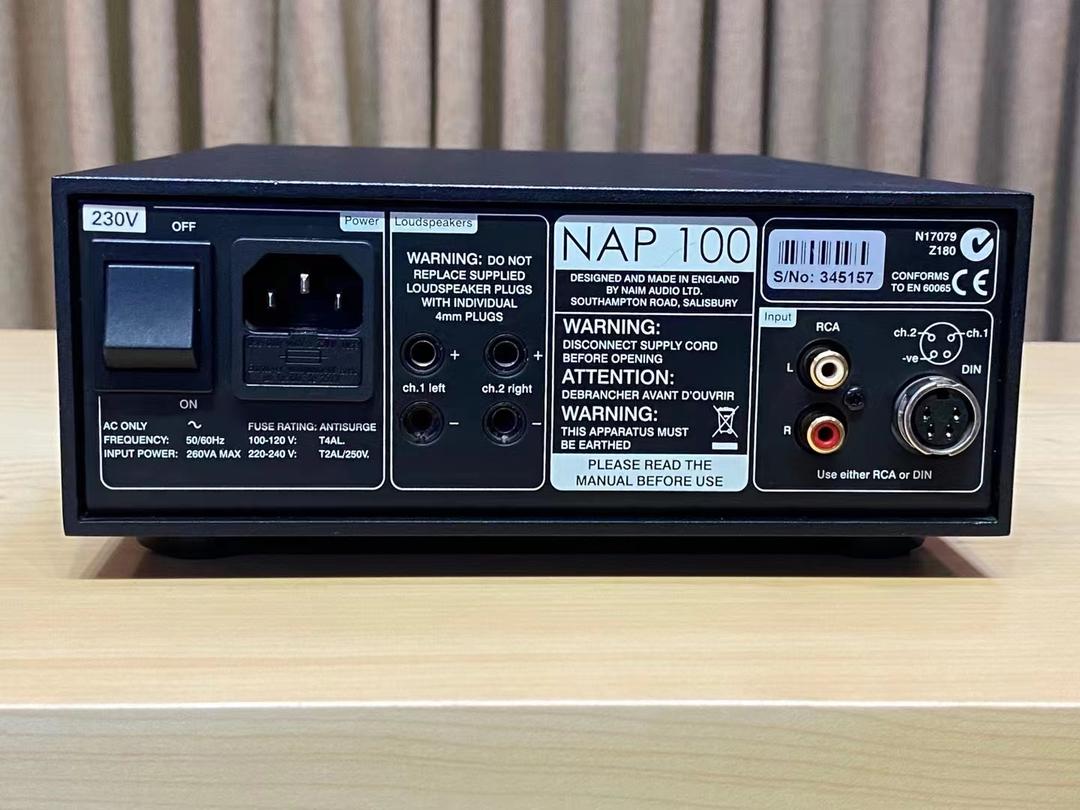 230V
OFF
Power
ON
AC ONLY ~
FREQUENCY: 50/60Hz
INPUT POWER: 260VA MAX
FUSE RATING: ANTISURGE
100-120 V: T4AL.
220-240 V: T2AL/250V.
Loudspeakers
WARNING: DO NOT
REPLACE SUPPLIED
LOUDSPEAKER PLUGS
WITH INDIVIDUAL
4mm PLUGS
+ +
ch.1 left ch.2 right
– –
NAP 100
DESIGNED AND MADE IN ENGLAND
BY NAIM AUDIO LTD.
SOUTHAMPTON ROAD, SALISBURY
WARNING:
DISCONNECT SUPPLY CORD
BEFORE OPENING
ATTENTION:
DEBRANCHER AVANT D'OUVRIR
WARNING:
THIS APPARATUS MUST
BE EARTHED
PLEASE READ THE
MANUAL BEFORE USE
S/No: 345157
N17079
Z180
CONFORMS
TO EN 60065
CE
Input
RCA
L
R
ch.2 ch.1
-ve
DIN
Use either RCA or DIN